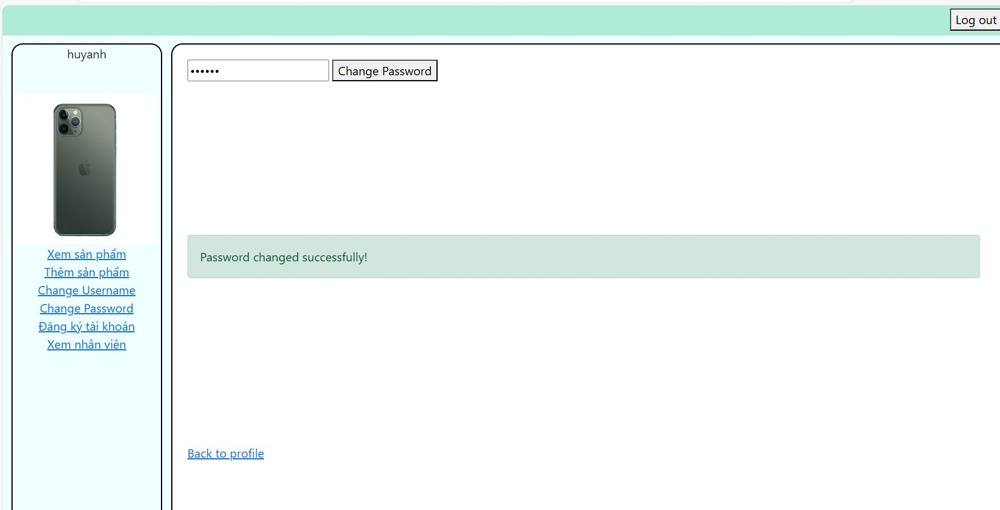 Log out
huyanh
Xem sản phẩm
Thêm sản phẩm
Change Username
Change Password
Đăng ký tài khoản
Xem nhân viên
•••••• Change Password
Password changed successfully!
Back to profile